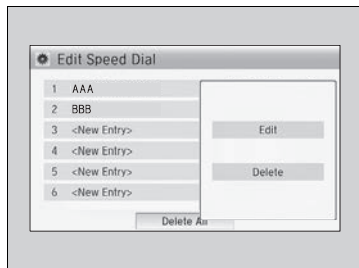 Edit Speed Dial
1 AAA
2 BBB
3 <New Entry>
4 <New Entry>
5 <New Entry>
6 <New Entry>
Edit
Delete
Delete All